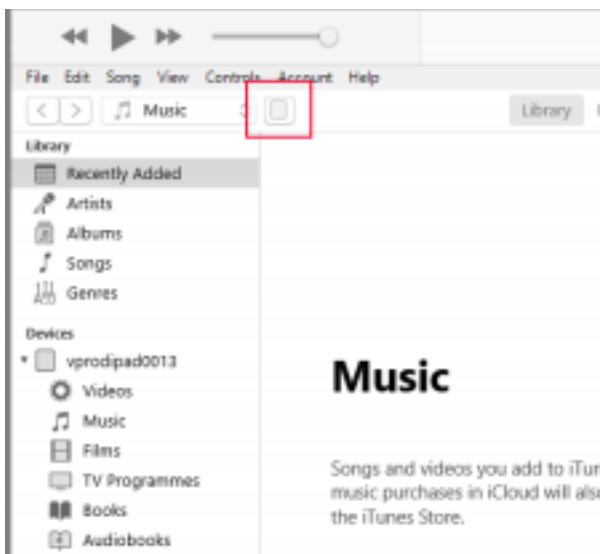 File Edit Song View Controls Account Help
Music
Library
Library
Recently Added
Artists
Albums
Songs
Genres
Devices
vprodipad0013
Videos
Music
Films
TV Programmes
Books
Audiobooks
Music
Songs and videos you add to iTun
music purchases in iCloud will also
the iTunes Store.